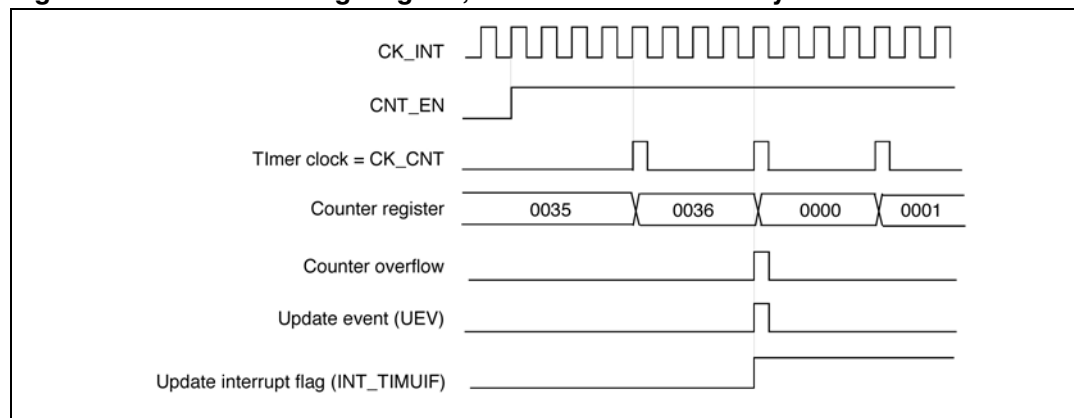 CK_INT
CNT_EN
TImer clock = CK_CNT
Counter register 0035 0036 0000 0001
Counter overflow
Update event (UEV)
Update interrupt flag (INT_TIMUIF)